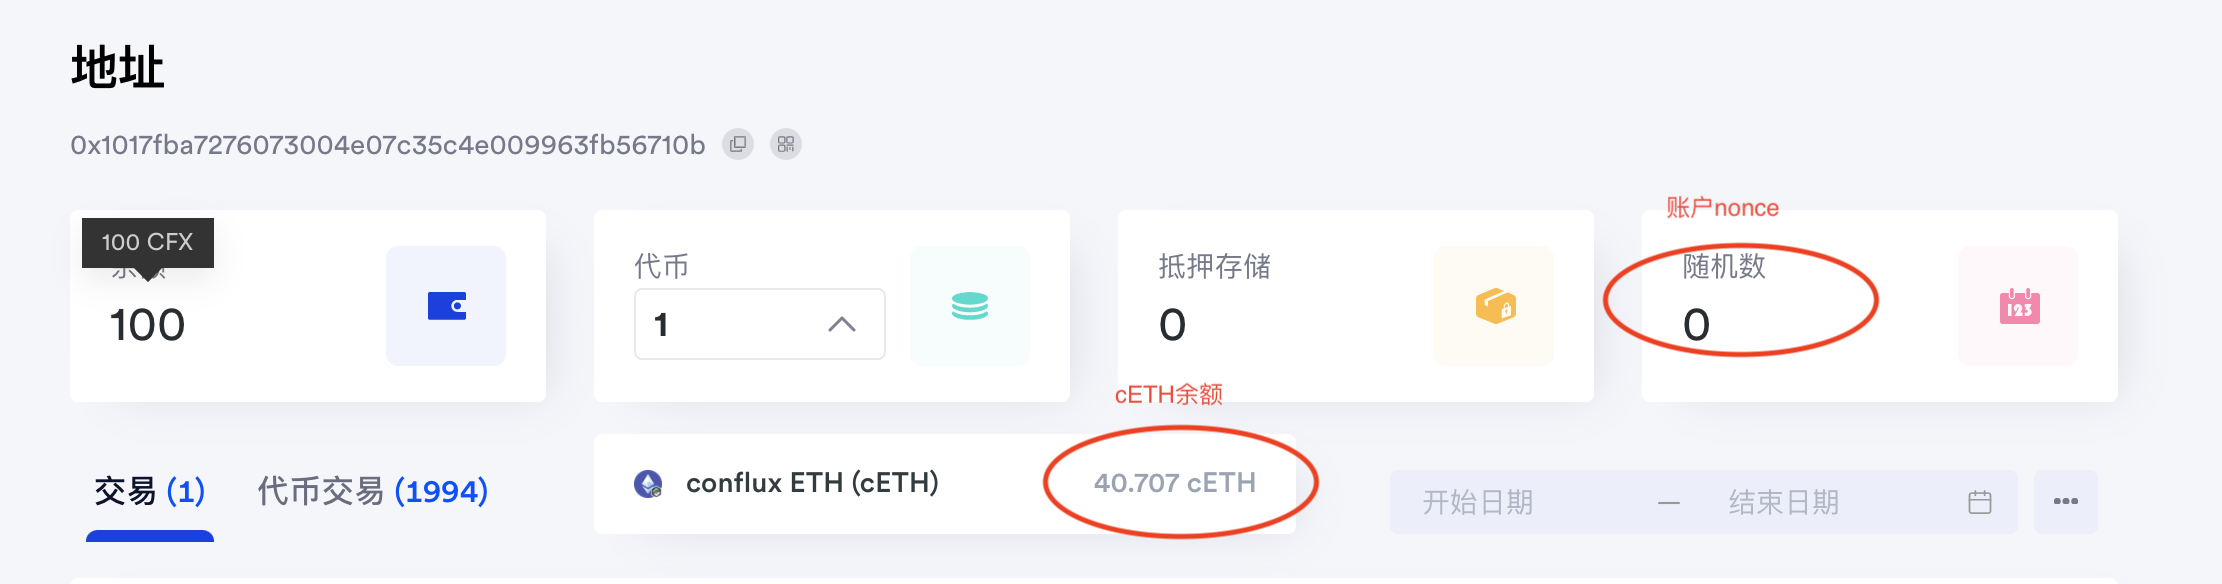 地址
0x1017fba7276073004e07c35c4e009963fb56710b
账户nonce
100 CFX
代币
抵押存储
随机数
100
1
0
0
123
cETH余额
交易 (1)
代币交易 (1994)
conflux ETH (cETH)
40.707 cETH
开始日期
—
结束日期